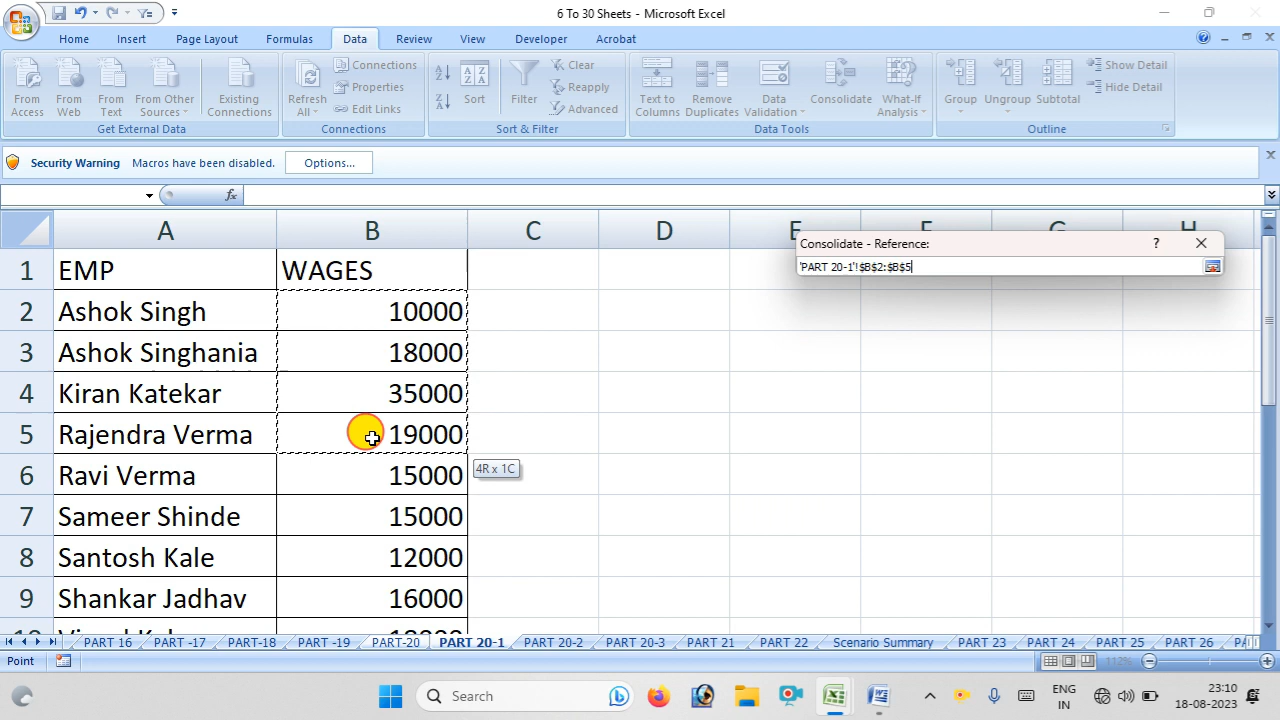 6 To 30 Sheets - Microsoft Excel
Home Insert Page Layout Formulas Data Review View Developer Acrobat
From Access
From Web
From Text
From Other Sources
Existing Connections
Get External Data
Refresh All
Connections
Properties
Edit Links
Connections
Sort
Filter
Clear
Reapply
Advanced
Sort & Filter
Text to Columns
Remove Duplicates
Data Validation
Consolidate
What-If Analysis
Data Tools
Group
Ungroup
Subtotal
Show Detail
Hide Detail
Outline
Security Warning Macros have been disabled. Options...
fx
A B C D E F G H
Consolidate - Reference:
'PART 20-1'!$B$2:$B$5
1 EMP WAGES
2 Ashok Singh 10000
3 Ashok Singhania 18000
4 Kiran Katekar 35000
5 Rajendra Verma 19000
4R x 1C
6 Ravi Verma 15000
7 Sameer Shinde 15000
8 Santosh Kale 12000
9 Shankar Jadhav 16000
PART 16 PART -17 PART-18 PART -19 PART-20 PART 20-1 PART 20-2 PART 20-3 PART 21 PART 22 Scenario Summary PART 23 PART 24 PART 25 PART 26
Point 112%
Search
ENG
IN
23:10
18-08-2023